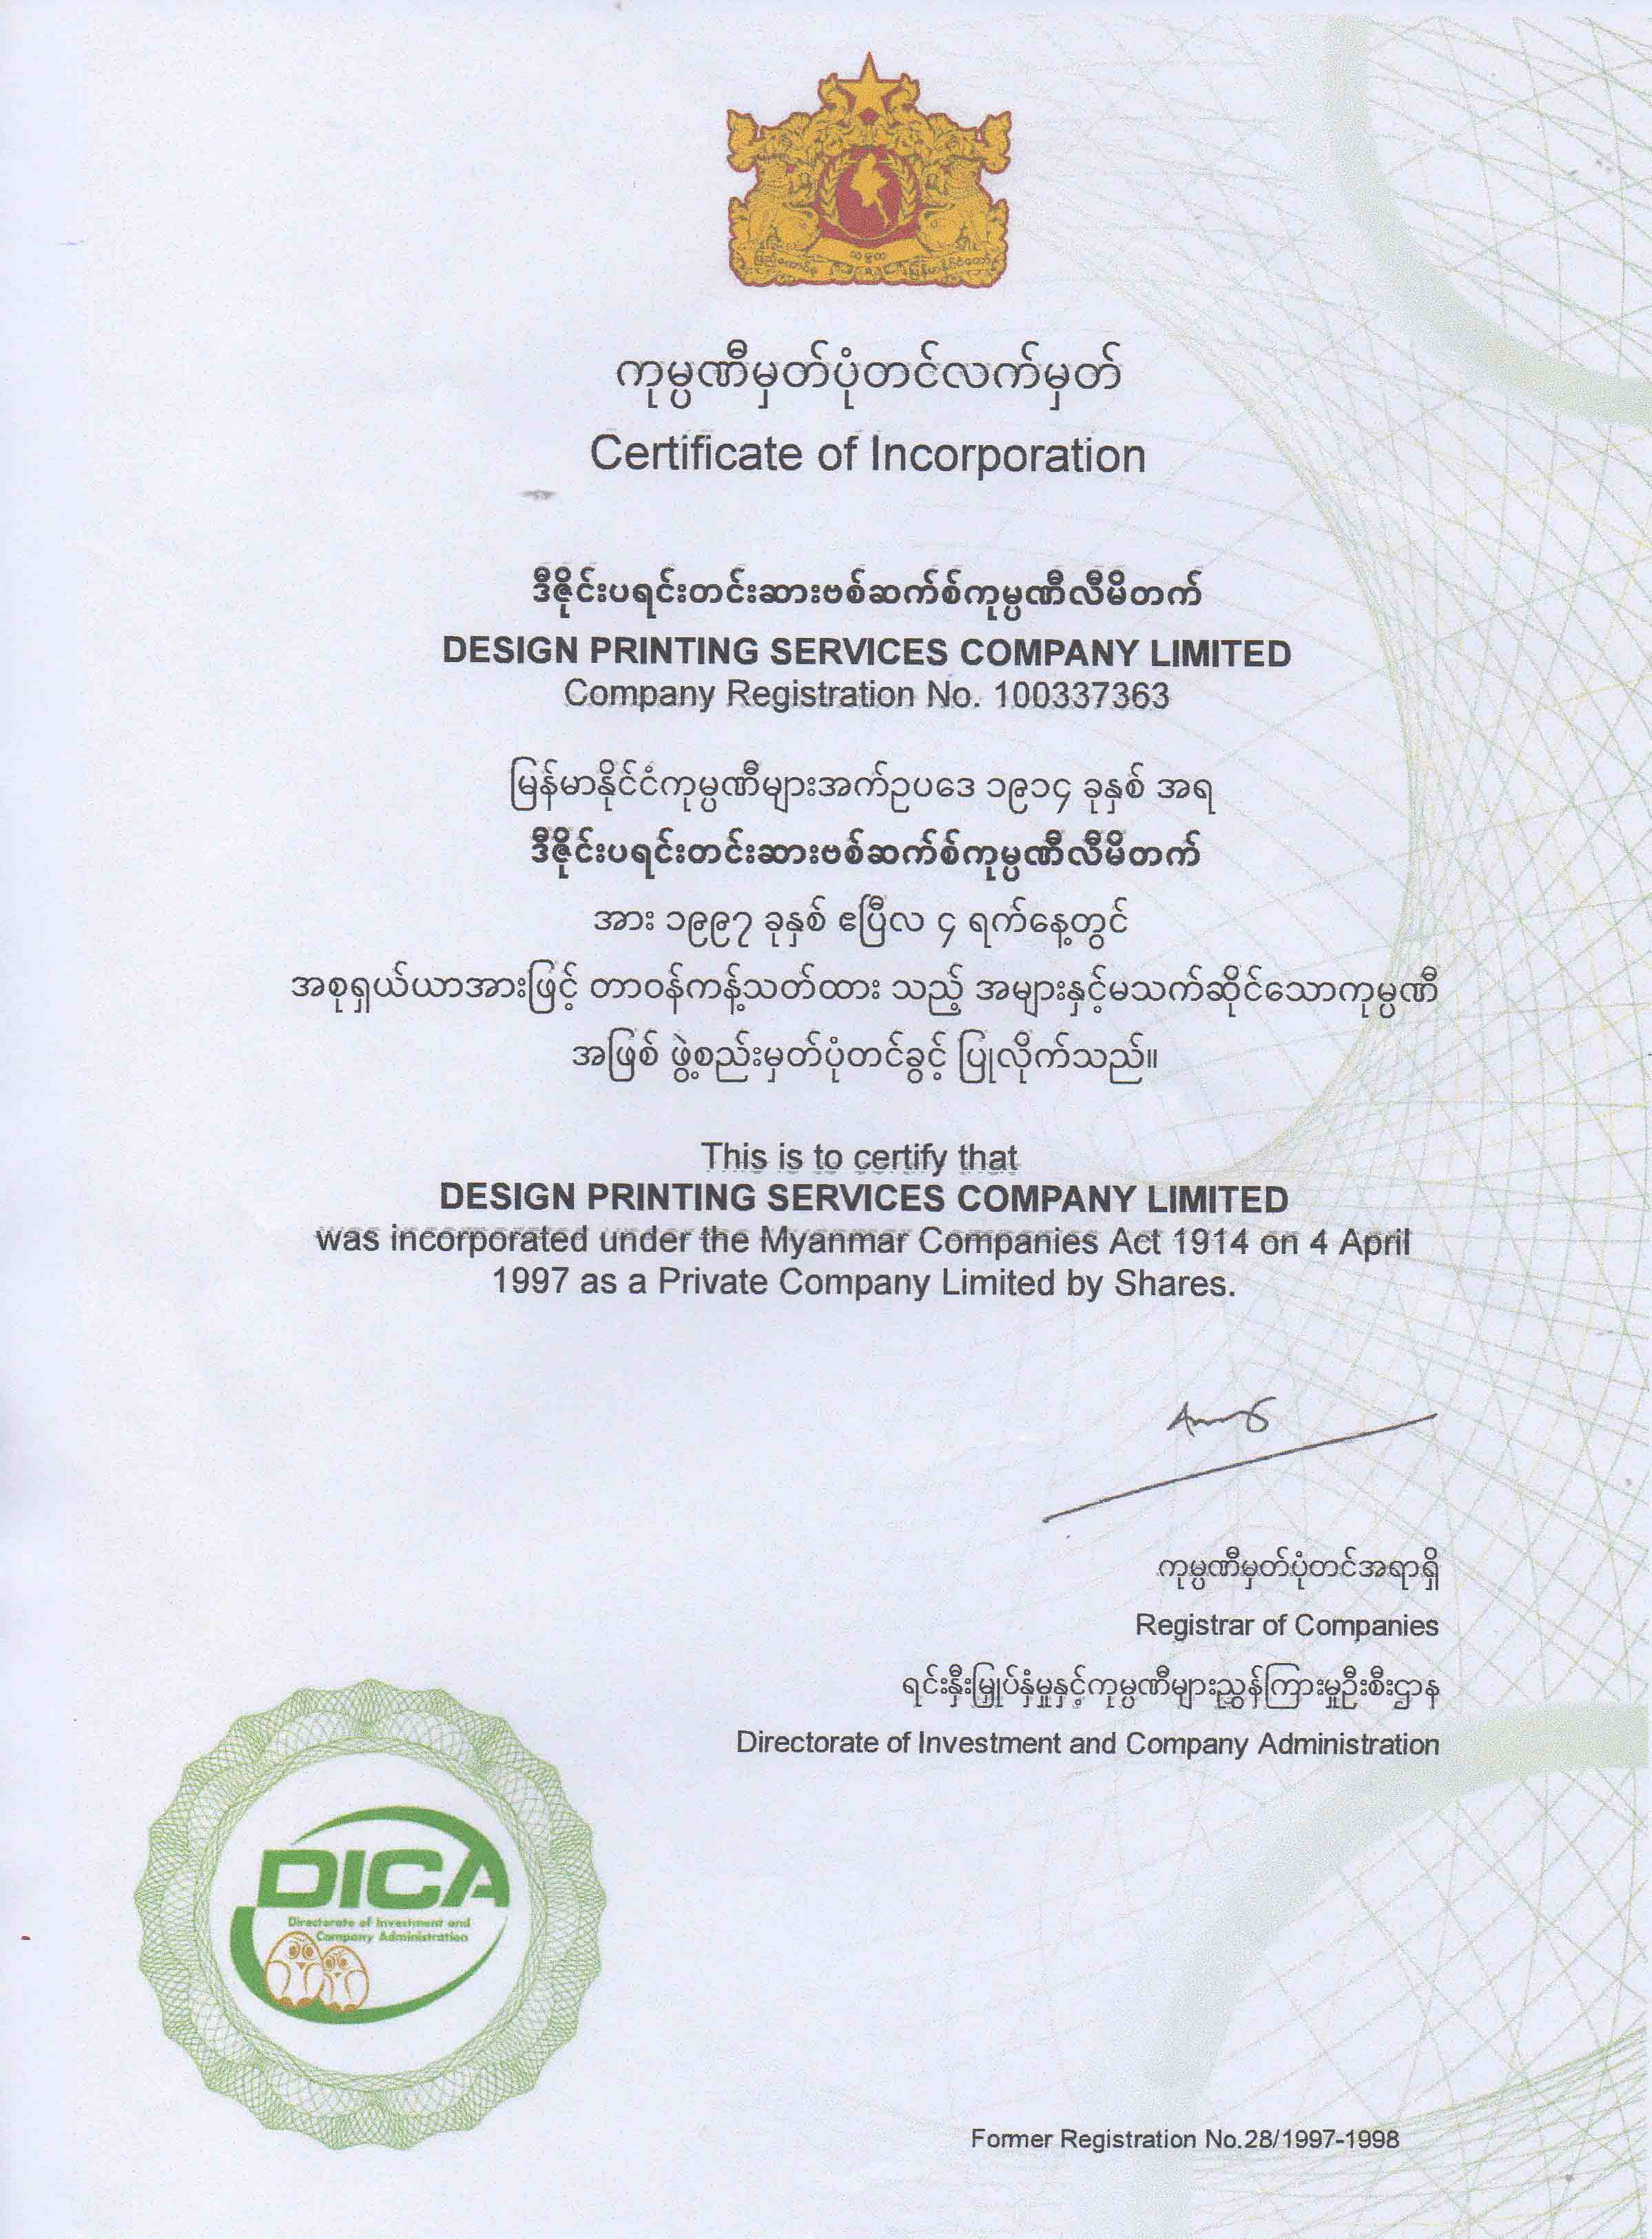 ကုမ္ပဏီမှတ်ပုံတင်လက်မှတ်
Certificate of Incorporation
ဒီဇိုင်းပရင်းတင်းဆားဗစ်ဆက်စ်ကုမ္ပဏီလီမိတက်
DESIGN PRINTING SERVICES COMPANY LIMITED
Company Registration No. 100337363
မြန်မာနိုင်ငံကုမ္ပဏီများအက်ဥပဒေ ၁၉၁၄ ခုနှစ် အရ
ဒီဇိုင်းပရင်းတင်းဆားဗစ်ဆက်စ်ကုမ္ပဏီလီမိတက်
အား ၁၉၉၇ ခုနှစ် ဧပြီလ ၄ ရက်နေ့တွင်
အစုရှယ်ယာအားဖြင့် တာဝန်ကန့်သတ်ထား သည့် အများနှင့်မသက်ဆိုင်သောကုမ္ပဏီ
အဖြစ် ဖွဲ့စည်းမှတ်ပုံတင်ခွင့် ပြုလိုက်သည်။
This is to certify that
DESIGN PRINTING SERVICES COMPANY LIMITED
was incorporated under the Myanmar Companies Act 1914 on 4 April
1997 as a Private Company Limited by Shares.
ကုမ္ပဏီမှတ်ပုံတင်အရာရှိ
Registrar of Companies
ရင်းနှီးမြှုပ်နှံမှုနှင့်ကုမ္ပဏီများညွှန်ကြားမှုဦးစီးဌာန
Directorate of Investment and Company Administration
DICA
Directorate of Investment and
Company Administration
Former Registration No.28/1997-1998